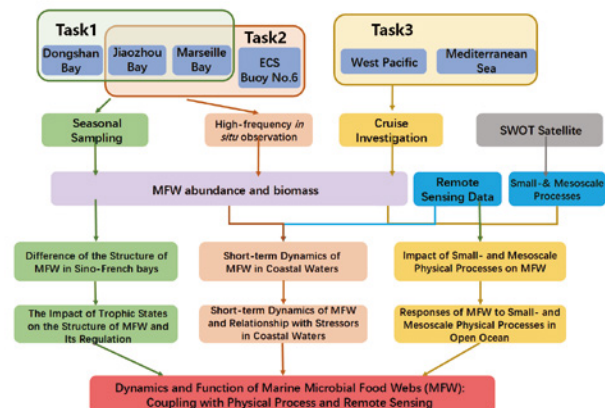 Task1
Task2
Task3
Dongshan
Bay
Jiaozhou
Bay
Marseille
Bay
ECS
Buoy No.6
West Pacific
Mediterranean
Sea
Seasonal
Sampling
High-frequency in
situ observation
Cruise
Investigation
SWOT Satellite
MFW abundance and biomass
Remote
Sensing Data
Small-& Mesoscale
Processes
Difference of the Structure of
MFW in Sino-French bays
Short-term Dynamics of
MFW in Coastal Waters
Impact of Small- and Mesoscale
Physical Processes on MFW
The Impact of Trophic States
on the Structure of MFW and
Its Regulation
Short-term Dynamics of MFW
and Relationship with Stressors
in Coastal Waters
Responses of MFW to Small- and
Mesoscale Physical Processes in
Open Ocean
Dynamics and Function of Marine Microbial Food Webs (MFW):
Coupling with Physical Process and Remote Sensing